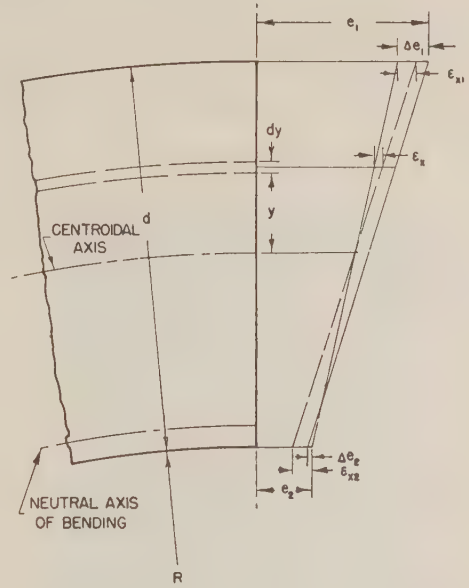 e₁
Δe₁
εₓ₁
dy
εₓ
y
d
CENTROIDAL
AXIS
Δe₂
εₓ₂
e₂
NEUTRAL AXIS
OF BENDING
R